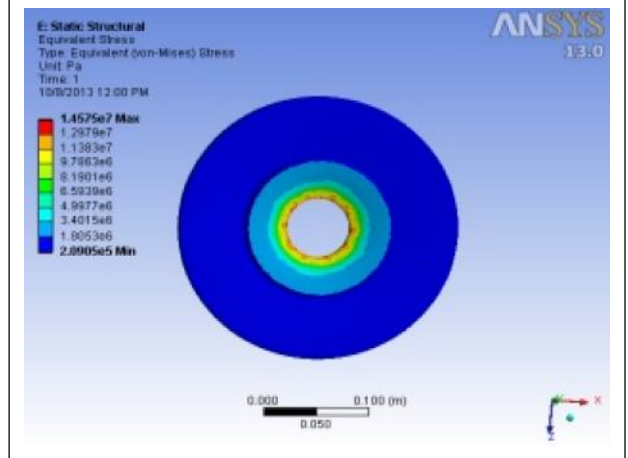 E: Static Structural
Equivalent Stress
Type: Equivalent (von-Mises) Stress
Unit: Pa
Time: 1
10/9/2013 12:00 PM
1.4575e7 Max
1.2979e7
1.1383e7
9.7863e6
8.1901e6
6.5939e6
4.9977e6
3.4015e6
1.8053e6
2.0905e5 Min
ANSYS
13.0
0.000 0.100 (m)
0.050
X
Z